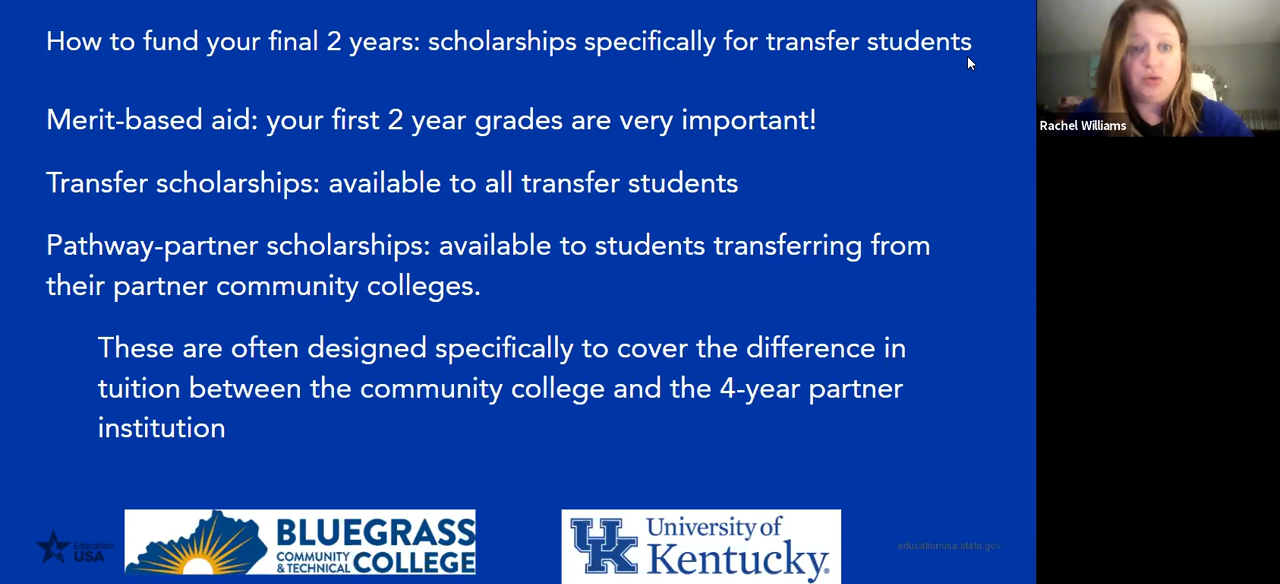 How to fund your final 2 years: scholarships specifically for transfer students
Merit-based aid: your first 2 year grades are very important!
Transfer scholarships: available to all transfer students
Pathway-partner scholarships: available to students transferring from
their partner community colleges.
These are often designed specifically to cover the difference in
tuition between the community college and the 4-year partner
institution
Rachel Williams
Education
USA
BLUEGRASS
COMMUNITY
& TECHNICAL
COLLEGE
UK
University of
Kentucky.
educationusa.state.gov